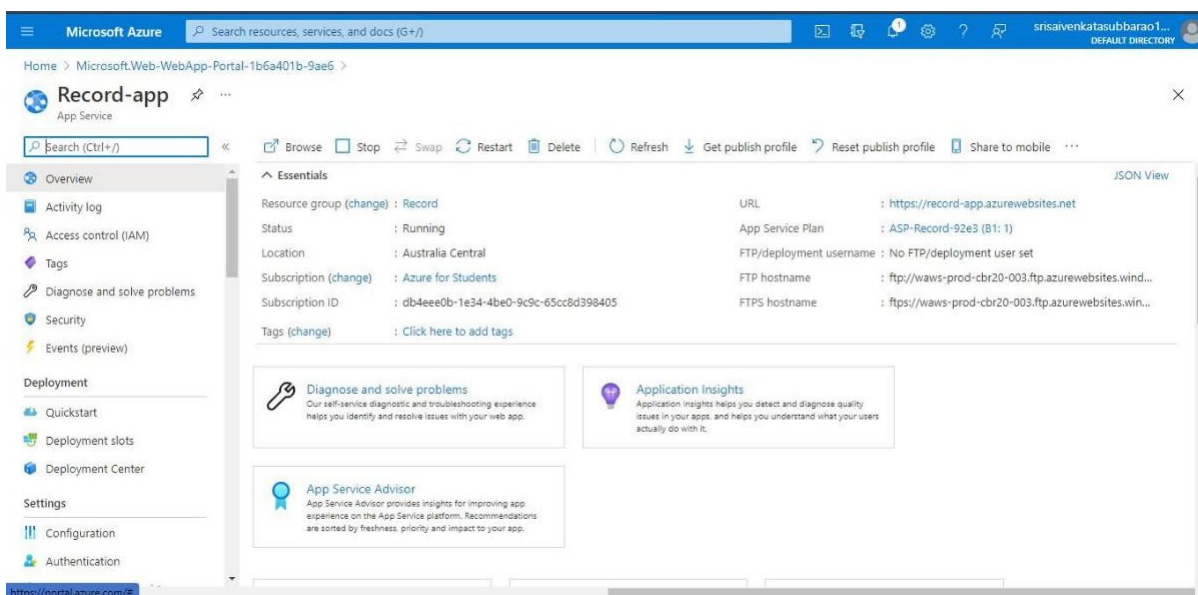 Microsoft Azure
Search resources, services, and docs (G+/)
1
srisaivenkatasubbarao1...
DEFAULT DIRECTORY
Home > Microsoft.Web-WebApp-Portal-1b6a401b-9ae6 >
Record-app
App Service
Search (Ctrl+/)
Overview
Activity log
Access control (IAM)
Tags
Diagnose and solve problems
Security
Events (preview)
Deployment
Quickstart
Deployment slots
Deployment Center
Settings
Configuration
Authentication
https://portal.azure.com/#
Browse Stop Swap Restart Delete Refresh Get publish profile Reset publish profile Share to mobile ...
Essentials
JSON View
Resource group (change) : Record
Status : Running
Location : Australia Central
Subscription (change) : Azure for Students
Subscription ID : db4eee0b-1e34-4be0-9c9c-65cc8d398405
Tags (change) : Click here to add tags
URL : https://record-app.azurewebsites.net
App Service Plan : ASP-Record-92e3 (B1: 1)
FTP/deployment username : No FTP/deployment user set
FTP hostname : ftp://waws-prod-cbr20-003.ftp.azurewebsites.wind...
FTPS hostname : ftps://waws-prod-cbr20-003.ftp.azurewebsites.win...
Diagnose and solve problems
Our self-service diagnostic and troubleshooting experience
helps you identify and resolve issues with your web app.
Application Insights
Application Insights helps you detect and diagnose quality
issues in your apps, and helps you understand what your users
actually do with it.
App Service Advisor
App Service Advisor provides insights for improving app
experience on the App Service platform. Recommendations
are sorted by freshness, priority and impact to your app.